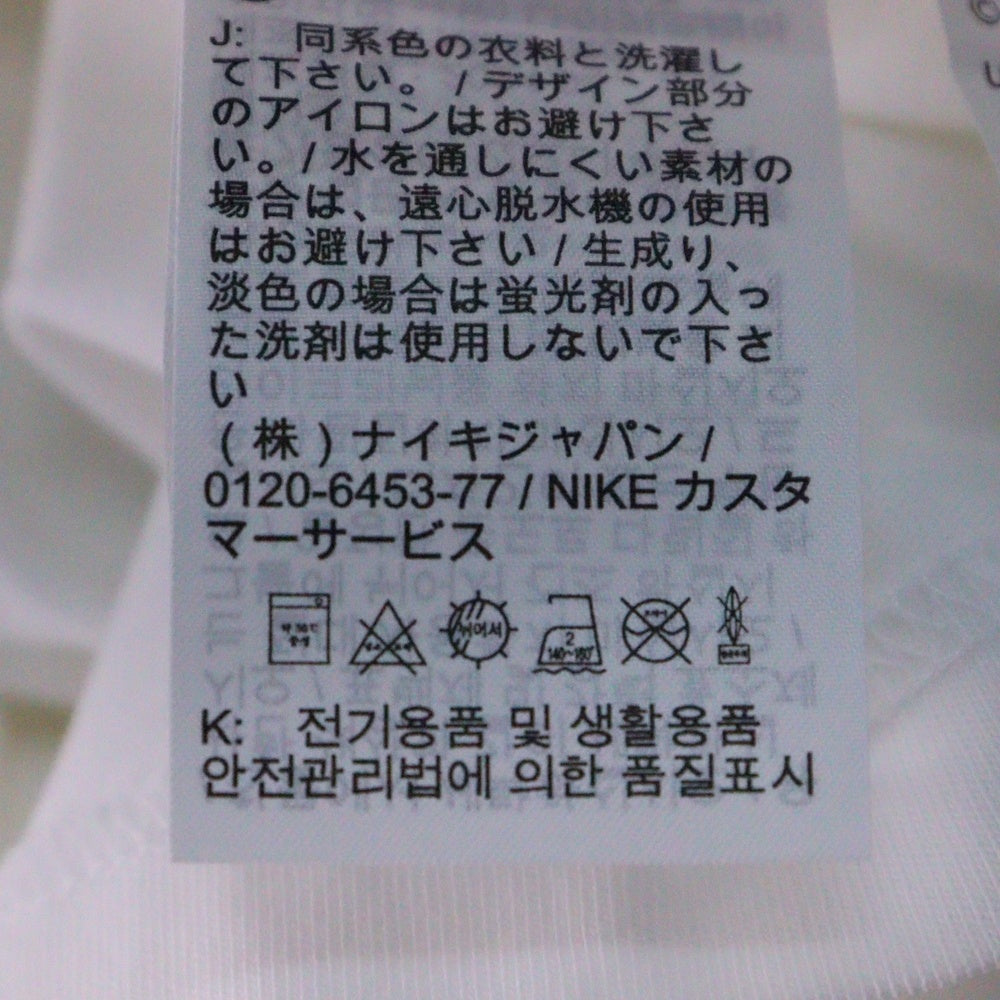 J: 同系色の衣料と洗濯し
て下さい。 / デザイン部分
のアイロンはお避け下さ
い。/ 水を通しにくい素材の
場合は、遠心脱水機の使用
はお避け下さい / 生成り、
淡色の場合は蛍光剤の入っ
た洗剤は使用しないで下さ
い
(株)ナイキジャパン /
0120-6453-77 / NIKE カスタ
マーサービス
뉘어서 2 140~160℃
K: 전기용품 및 생활용품
안전관리법에 의한 품질표시